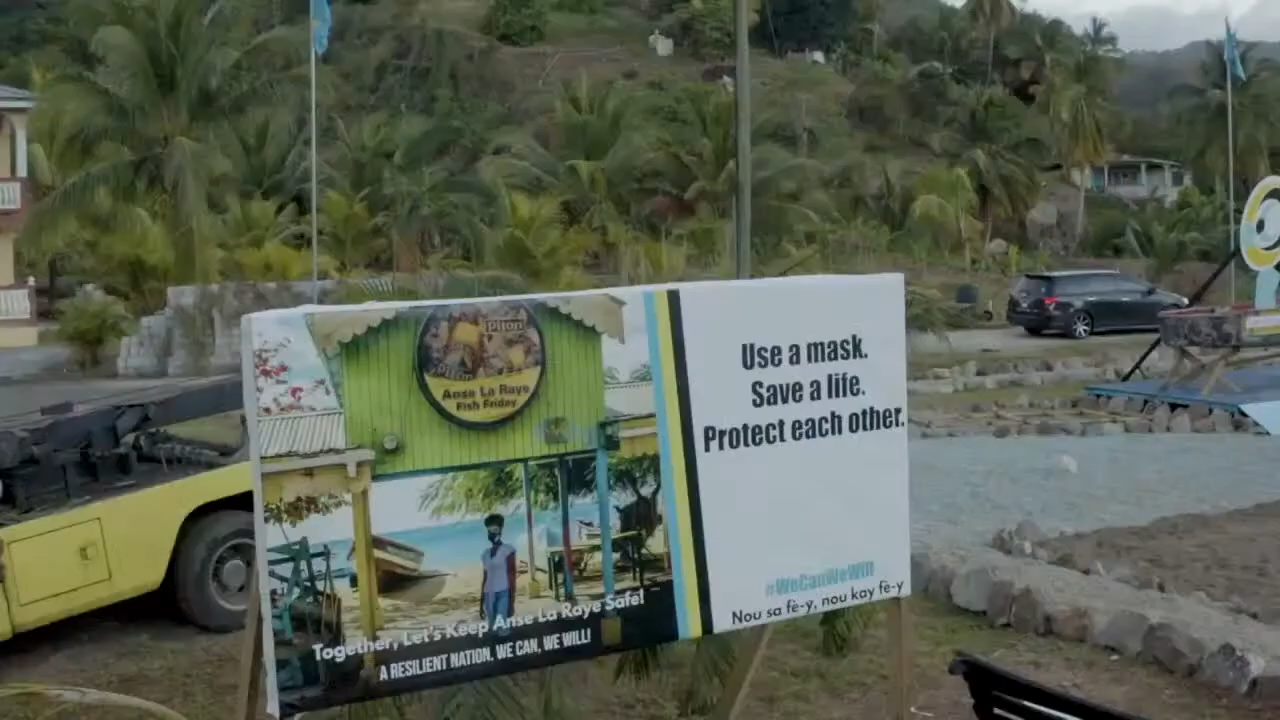 Pijon
Anse La Raye
Fish Friday
Together, Let's Keep Anse La Raye Safe!
A RESILIENT NATION. WE CAN, WE WILL!
Use a mask.
Save a life.
Protect each other.
#WeCanWeWill
Nou sa fè-y, nou kay fè-y